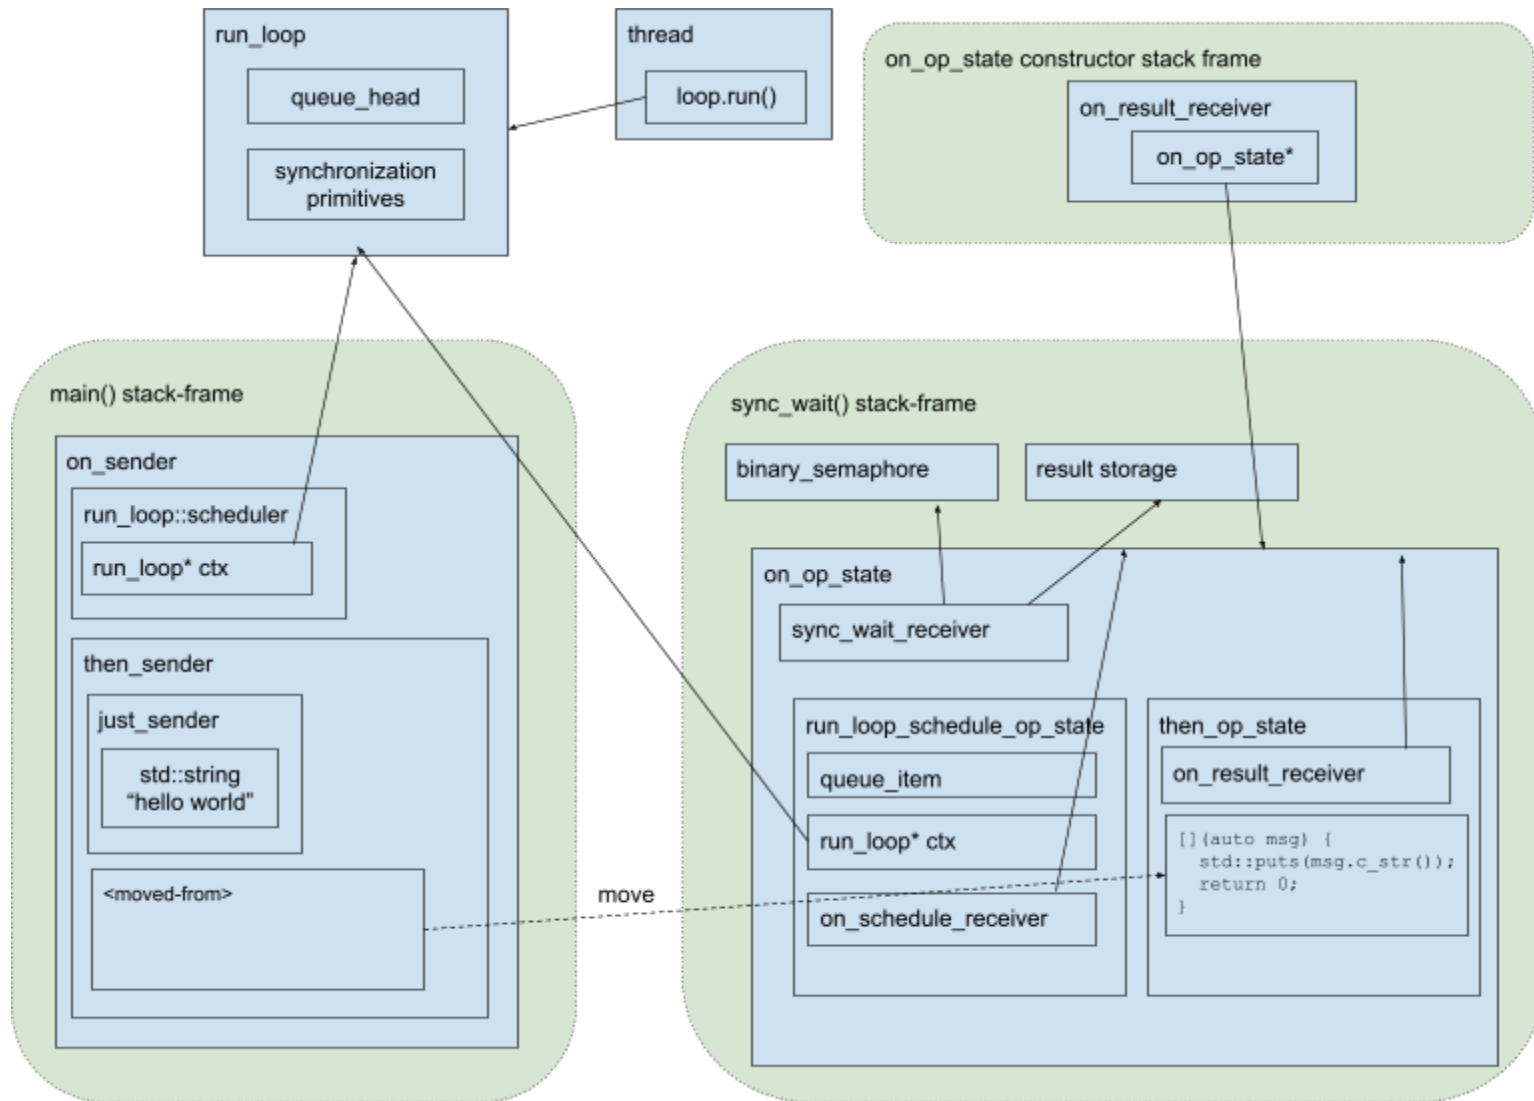 run_loop
queue_head
synchronization
primitives
thread
loop.run()
on_op_state constructor stack frame
on_result_receiver
on_op_state*
main() stack-frame
on_sender
run_loop::scheduler
run_loop* ctx
then_sender
just_sender
std::string
“hello world”
<moved-from>
move
sync_wait() stack-frame
binary_semaphore
result storage
on_op_state
sync_wait_receiver
run_loop_schedule_op_state
queue_item
run_loop* ctx
on_schedule_receiver
then_op_state
on_result_receiver
[](auto msg) {
std::puts(msg.c_str());
return 0;
}